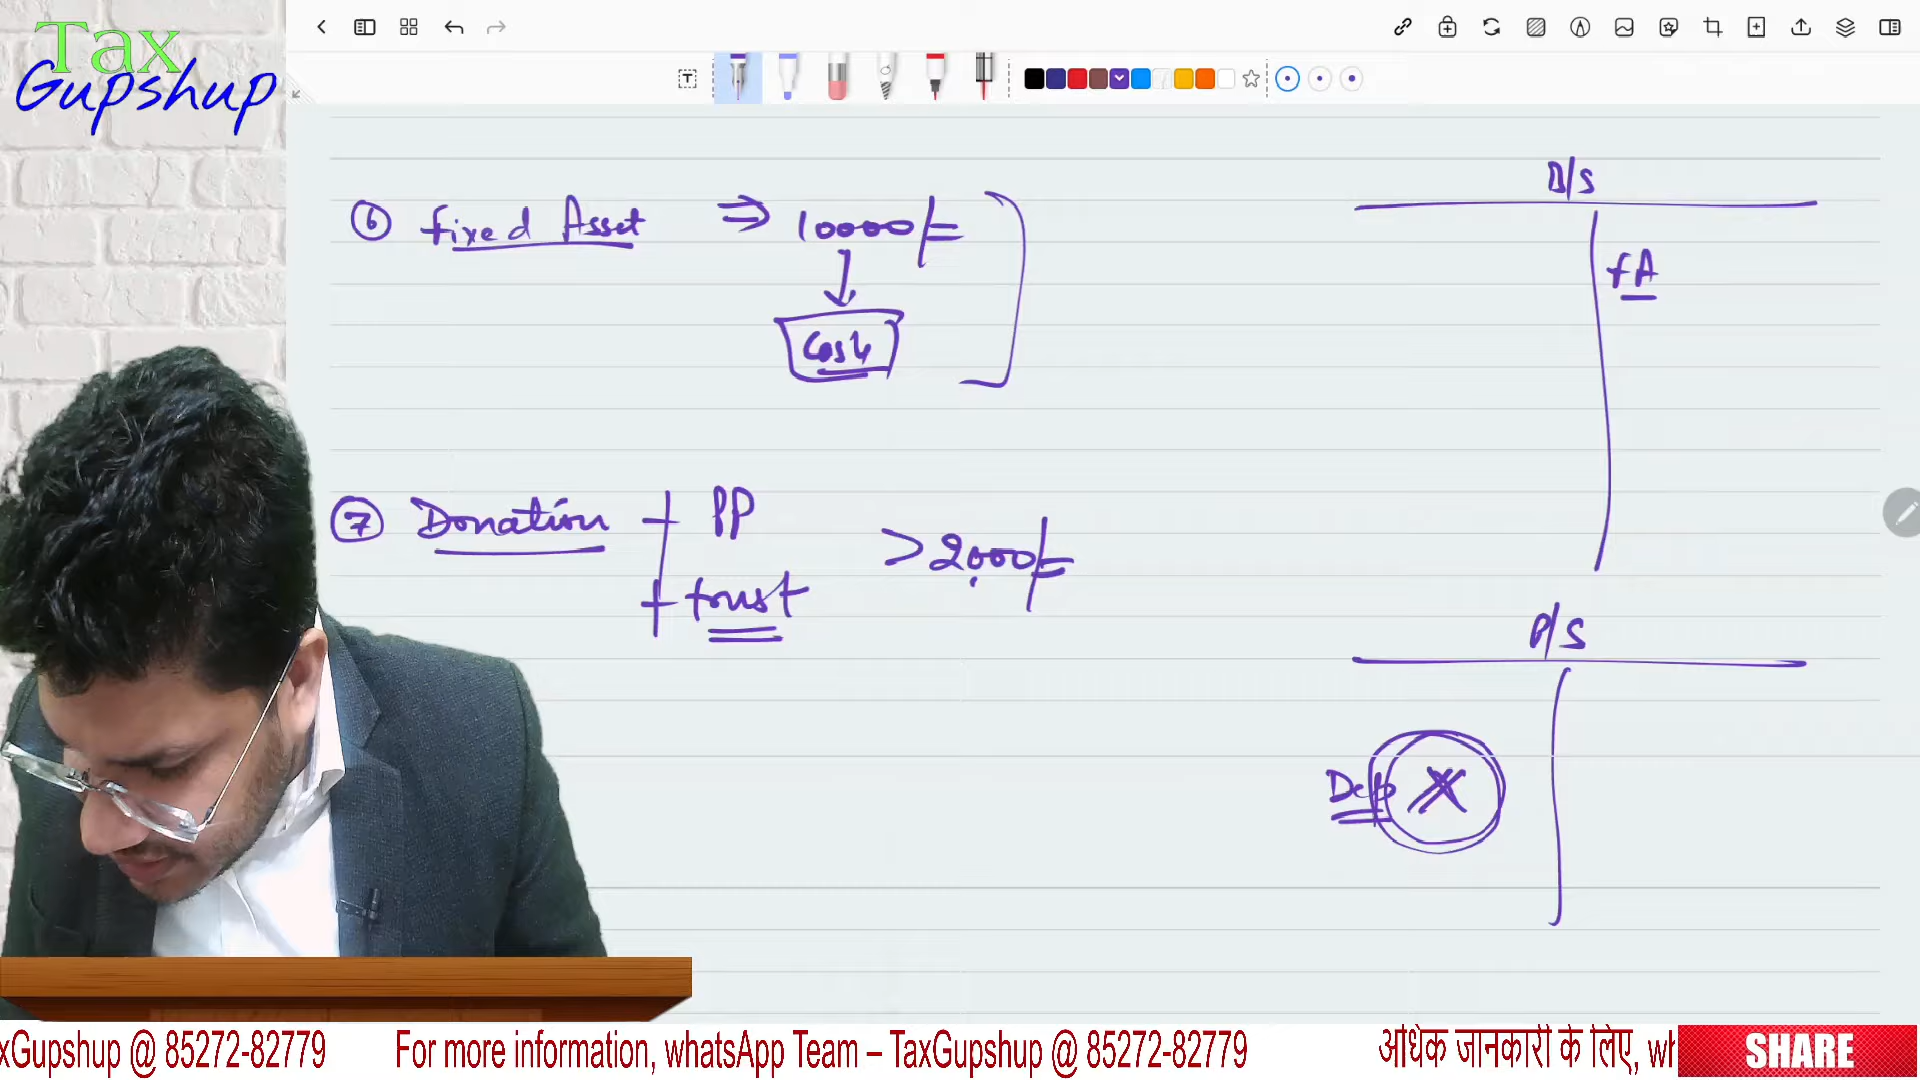 Tax
Gupshup
B/S
⑥ fixed Asset ⇒ 10000/=
FA
Cash
⑦ Donation PP
> 2000/=
trust
P/S
Dep X
xGupshup @ 85272-82779 For more information, whatsApp Team – TaxGupshup @ 85272-82779 अधिक जानकारी के लिए, wh
SHARE